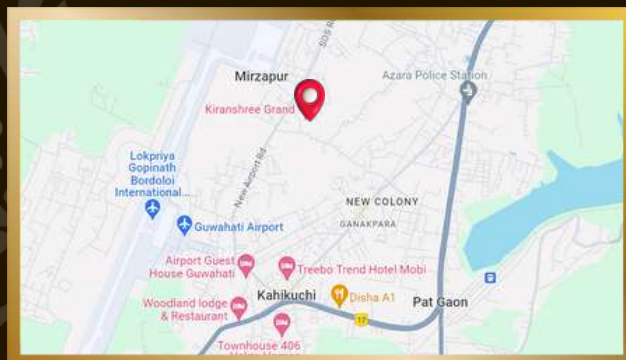 SOS R
Mirzapur
Azara Police Station
Kiranshree Grand
New Airport Rd
Lokpriya
Gopinath
Bordoloi
International...
NEW COLONY
GANAKPARA
Guwahati Airport
Airport Guest
House Guwahati
Treebo Trend Hotel Mobi
Kahikuchi
Disha A1
Pat Gaon
Woodland lodge
& Restaurant
17
Townhouse 406